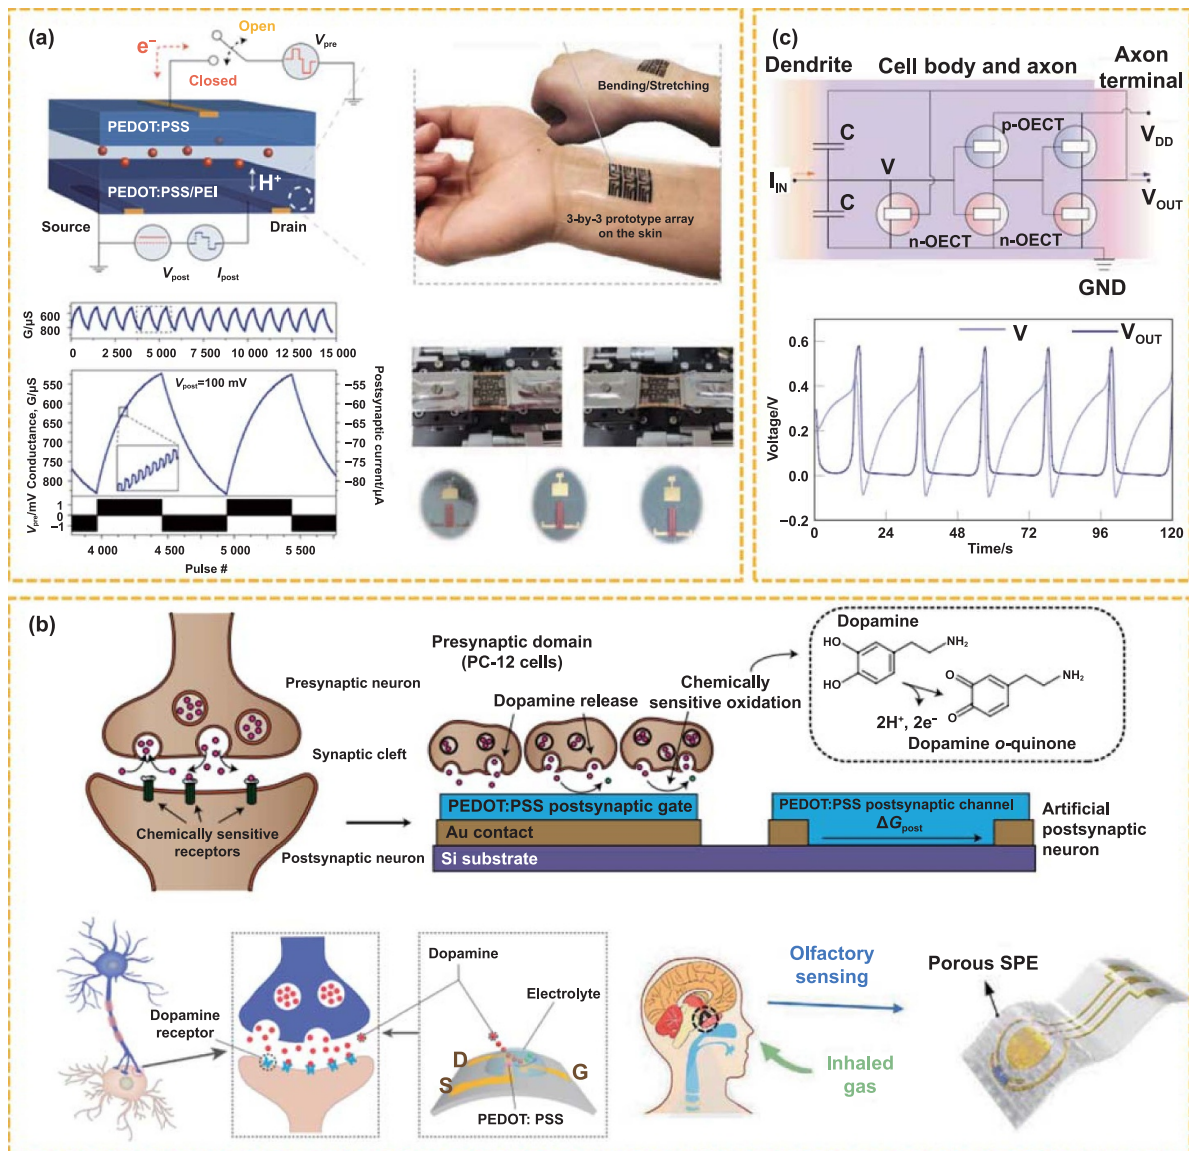 (a)
Open
e⁻
V_pre
Closed
PEDOT:PSS
H⁺
PEDOT:PSS/PEI
Source
Drain
V_post
I_post
Bending/Stretching
3-by-3 prototype array
on the skin
G/μS
600
800
0
2 500
5 000
7 500
10 000
12 500
15 000
V_post=100 mV
Conductance, G/μS
550
600
650
700
750
800
Postsynaptic current/μA
−55
−60
−65
−70
−75
−80
V_pre/mV
1
0
−1
4 000
4 500
5 000
5 500
Pulse #
(c)
Dendrite
Cell body and axon
Axon
terminal
C
p-OECT
V_DD
I_IN
V
C
V_OUT
n-OECT
n-OECT
GND
V
V_OUT
Voltage/V
0.6
0.4
0.2
0.0
−0.2
0
24
48
72
96
120
Time/s
(b)
Presynaptic neuron
Synaptic cleft
Chemically sensitive
receptors
Postsynaptic neuron
Presynaptic domain
(PC-12 cells)
Dopamine release
Chemically
sensitive oxidation
Dopamine
HO
NH₂
HO
O
NH₂
O
2H⁺, 2e⁻
Dopamine o-quinone
PEDOT:PSS postsynaptic gate
Au contact
Si substrate
PEDOT:PSS postsynaptic channel
ΔG_post
Artificial
postsynaptic
neuron
Dopamine
receptor
Dopamine
Electrolyte
D
S
G
PEDOT: PSS
Olfactory
sensing
Inhaled
gas
Porous SPE